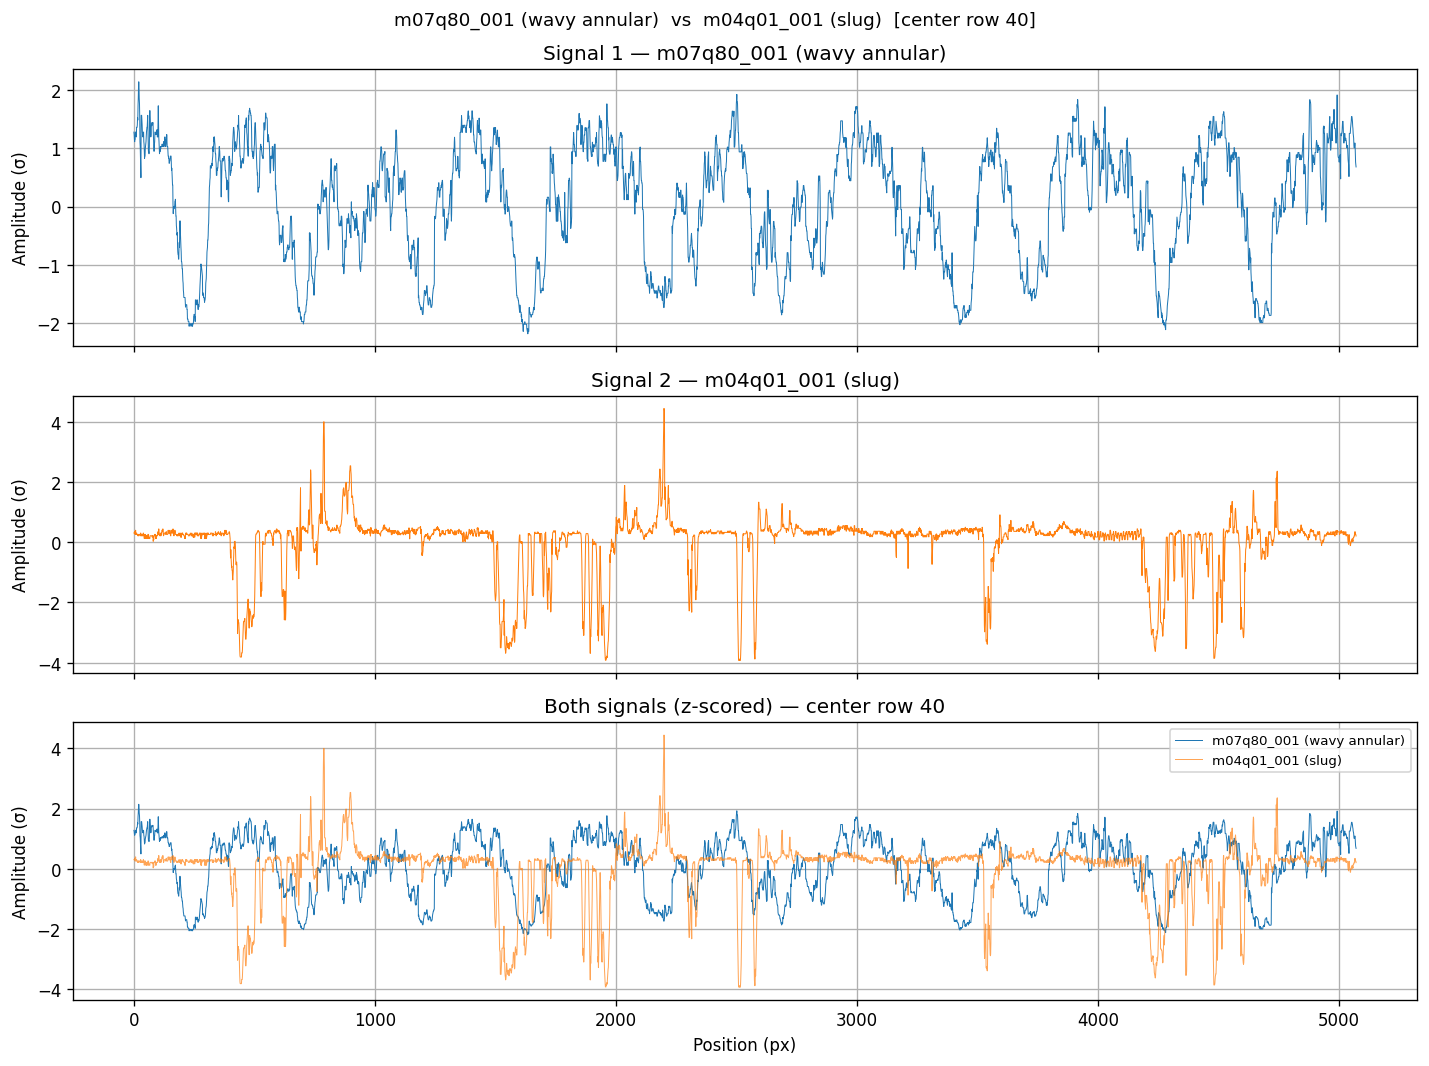 m07q80_001 (wavy annular)  vs  m04q01_001 (slug)  [center row 40]
Signal 1 — m07q80_001 (wavy annular)
Amplitude (σ)
2
1
0
−1
−2
Signal 2 — m04q01_001 (slug)
Amplitude (σ)
4
2
0
−2
−4
Both signals (z-scored) — center row 40
Amplitude (σ)
4
2
0
−2
−4
m07q80_001 (wavy annular)
m04q01_001 (slug)
0 1000 2000 3000 4000 5000
Position (px)